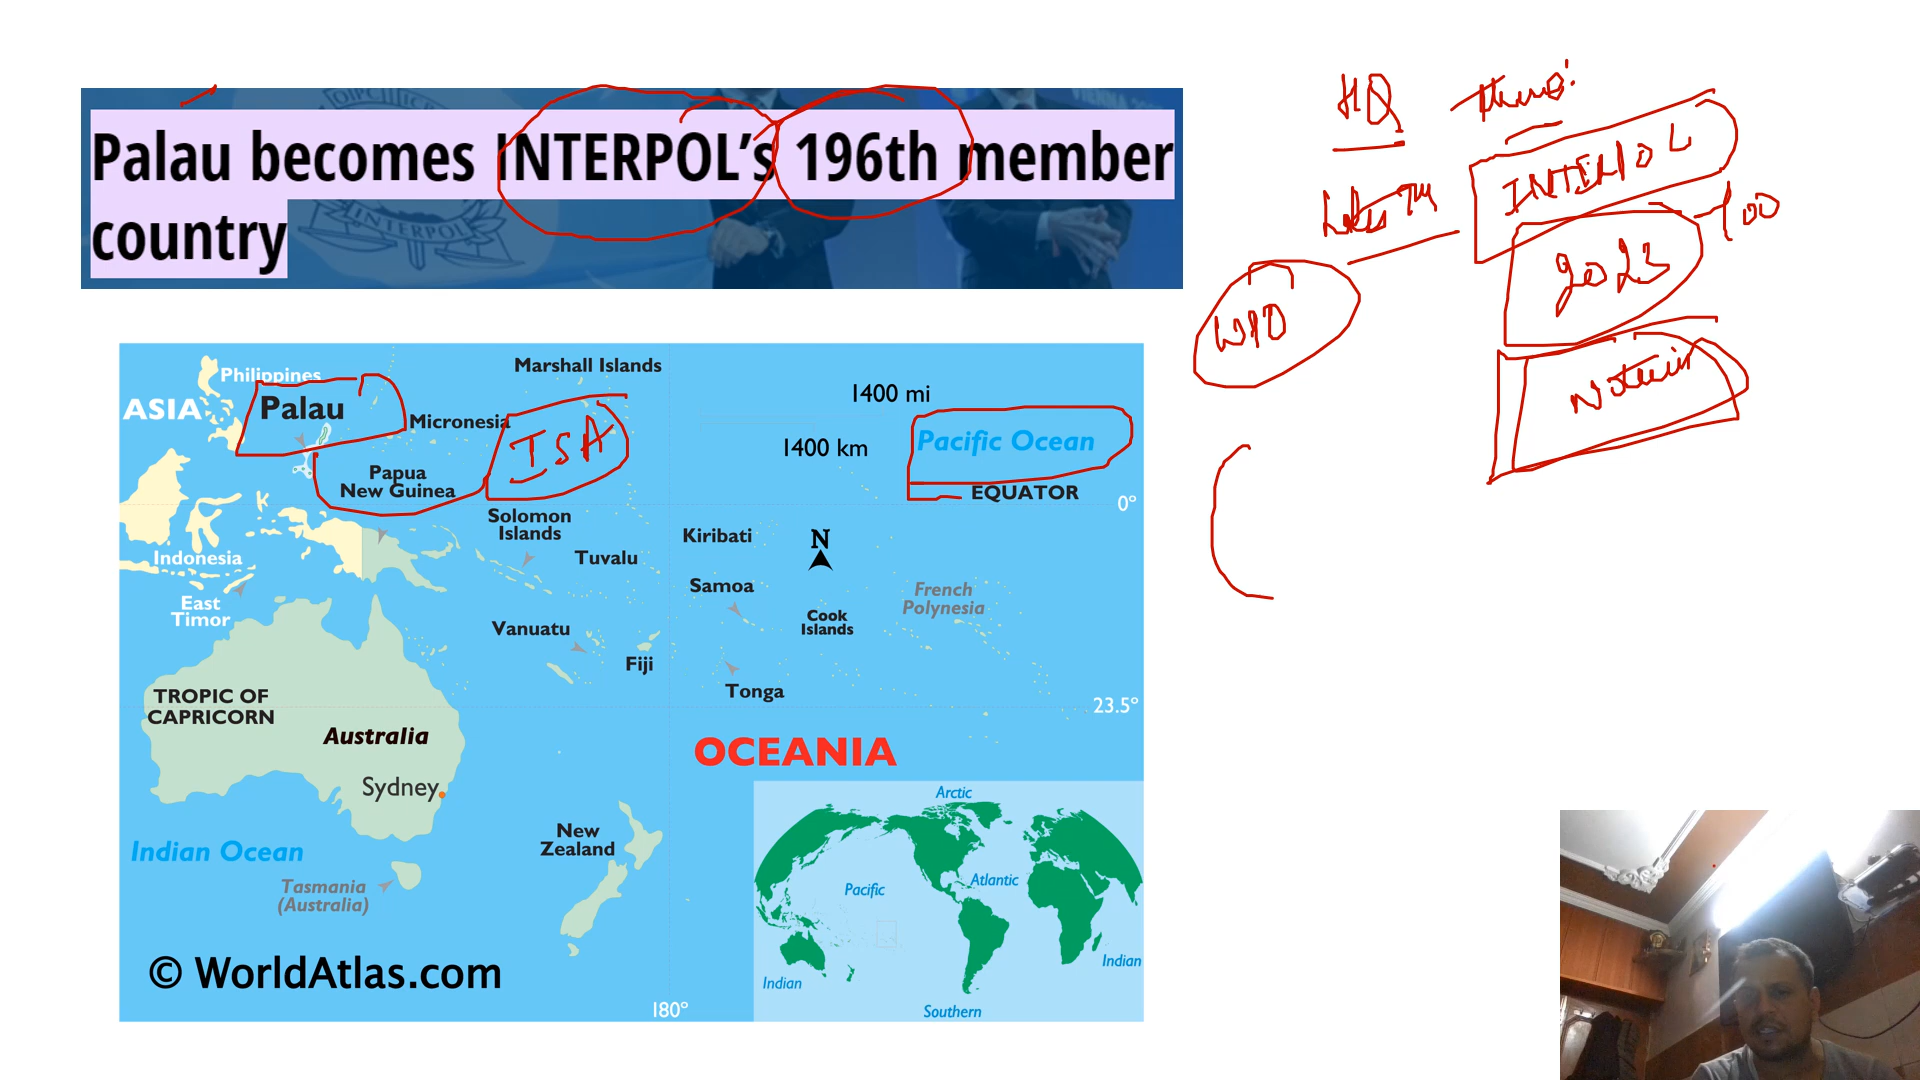 Palau becomes INTERPOL's 196th member
country
HQ
INTERPOL
100
2023
WPD
ISA
Philippines
ASIA
Palau
Micronesia
Marshall Islands
1400 mi
1400 km
Pacific Ocean
EQUATOR
0°
Papua
New Guinea
Solomon
Islands
Tuvalu
Kiribati
N
Indonesia
East
Timor
Samoa
Cook
Islands
French
Polynesia
Vanuatu
Fiji
Tonga
TROPIC OF
CAPRICORN
23.5°
Australia
Sydney
OCEANIA
New
Zealand
Indian Ocean
Tasmania
(Australia)
Arctic
Pacific
Atlantic
Indian
Indian
Southern
© WorldAtlas.com
180°